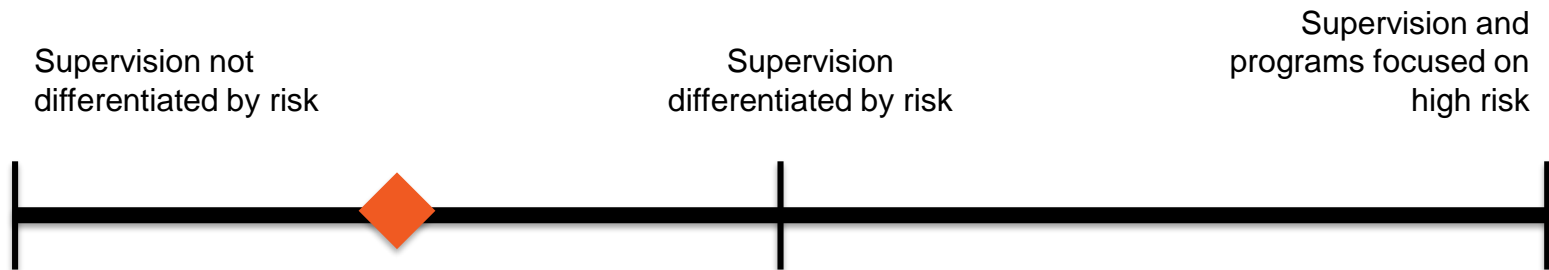 Supervision not
differentiated by risk
Supervision
differentiated by risk
Supervision and
programs focused on
high risk